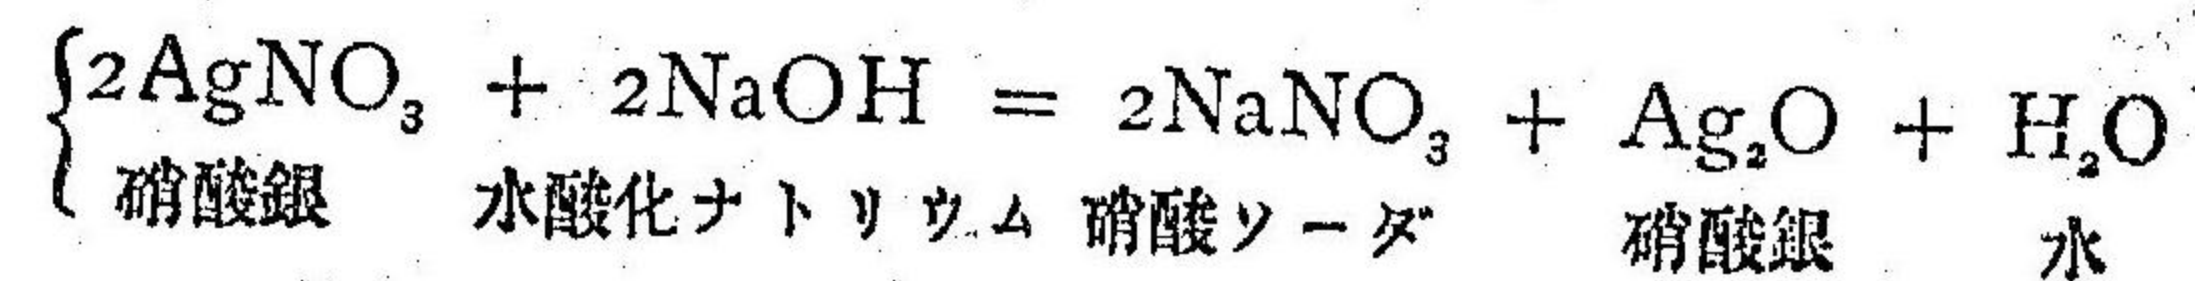 2AgNO₃ + 2NaOH = 2NaNO₃ + Ag₂O + H₂O
硝酸銀 水酸化ナトリウム 硝酸ソーダ 硝酸銀 水